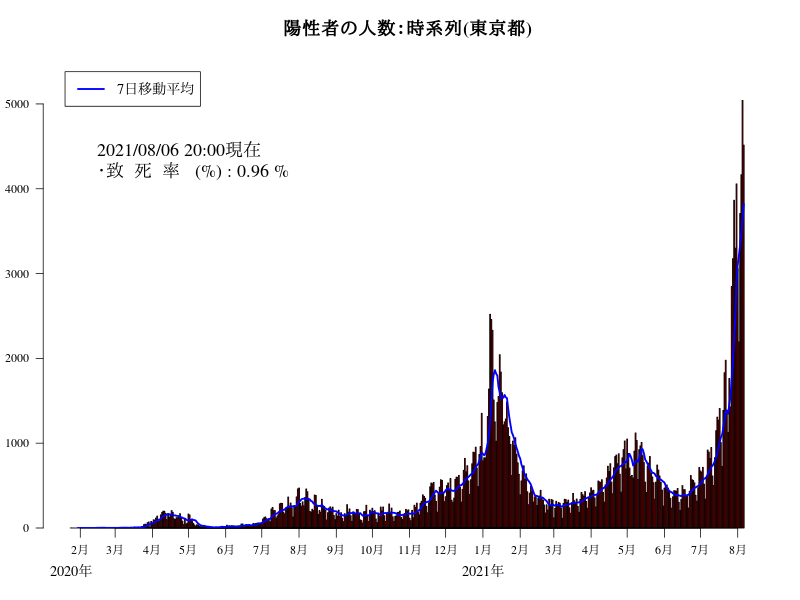 陽性者の人数：時系列(東京都)
7日移動平均
2021/08/06 20:00現在
・致 死 率 (%) : 0.96 %
5000
4000
3000
2000
1000
0
2月 3月 4月 5月 6月 7月 8月 9月 10月 11月 12月 1月 2月 3月 4月 5月 6月 7月 8月
2020年 2021年